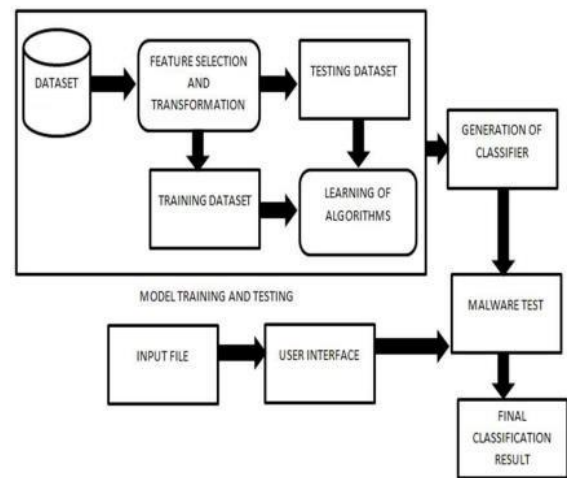 DATASET
FEATURE SELECTION
AND
TRANSFORMATION
TESTING DATASET
GENERATION OF
CLASSIFIER
TRAINING DATASET
LEARNING OF
ALGORITHMS
MODEL TRAINING AND TESTING
MALWARE TEST
INPUT FILE
USER INTERFACE
FINAL
CLASSIFICATION
RESULT